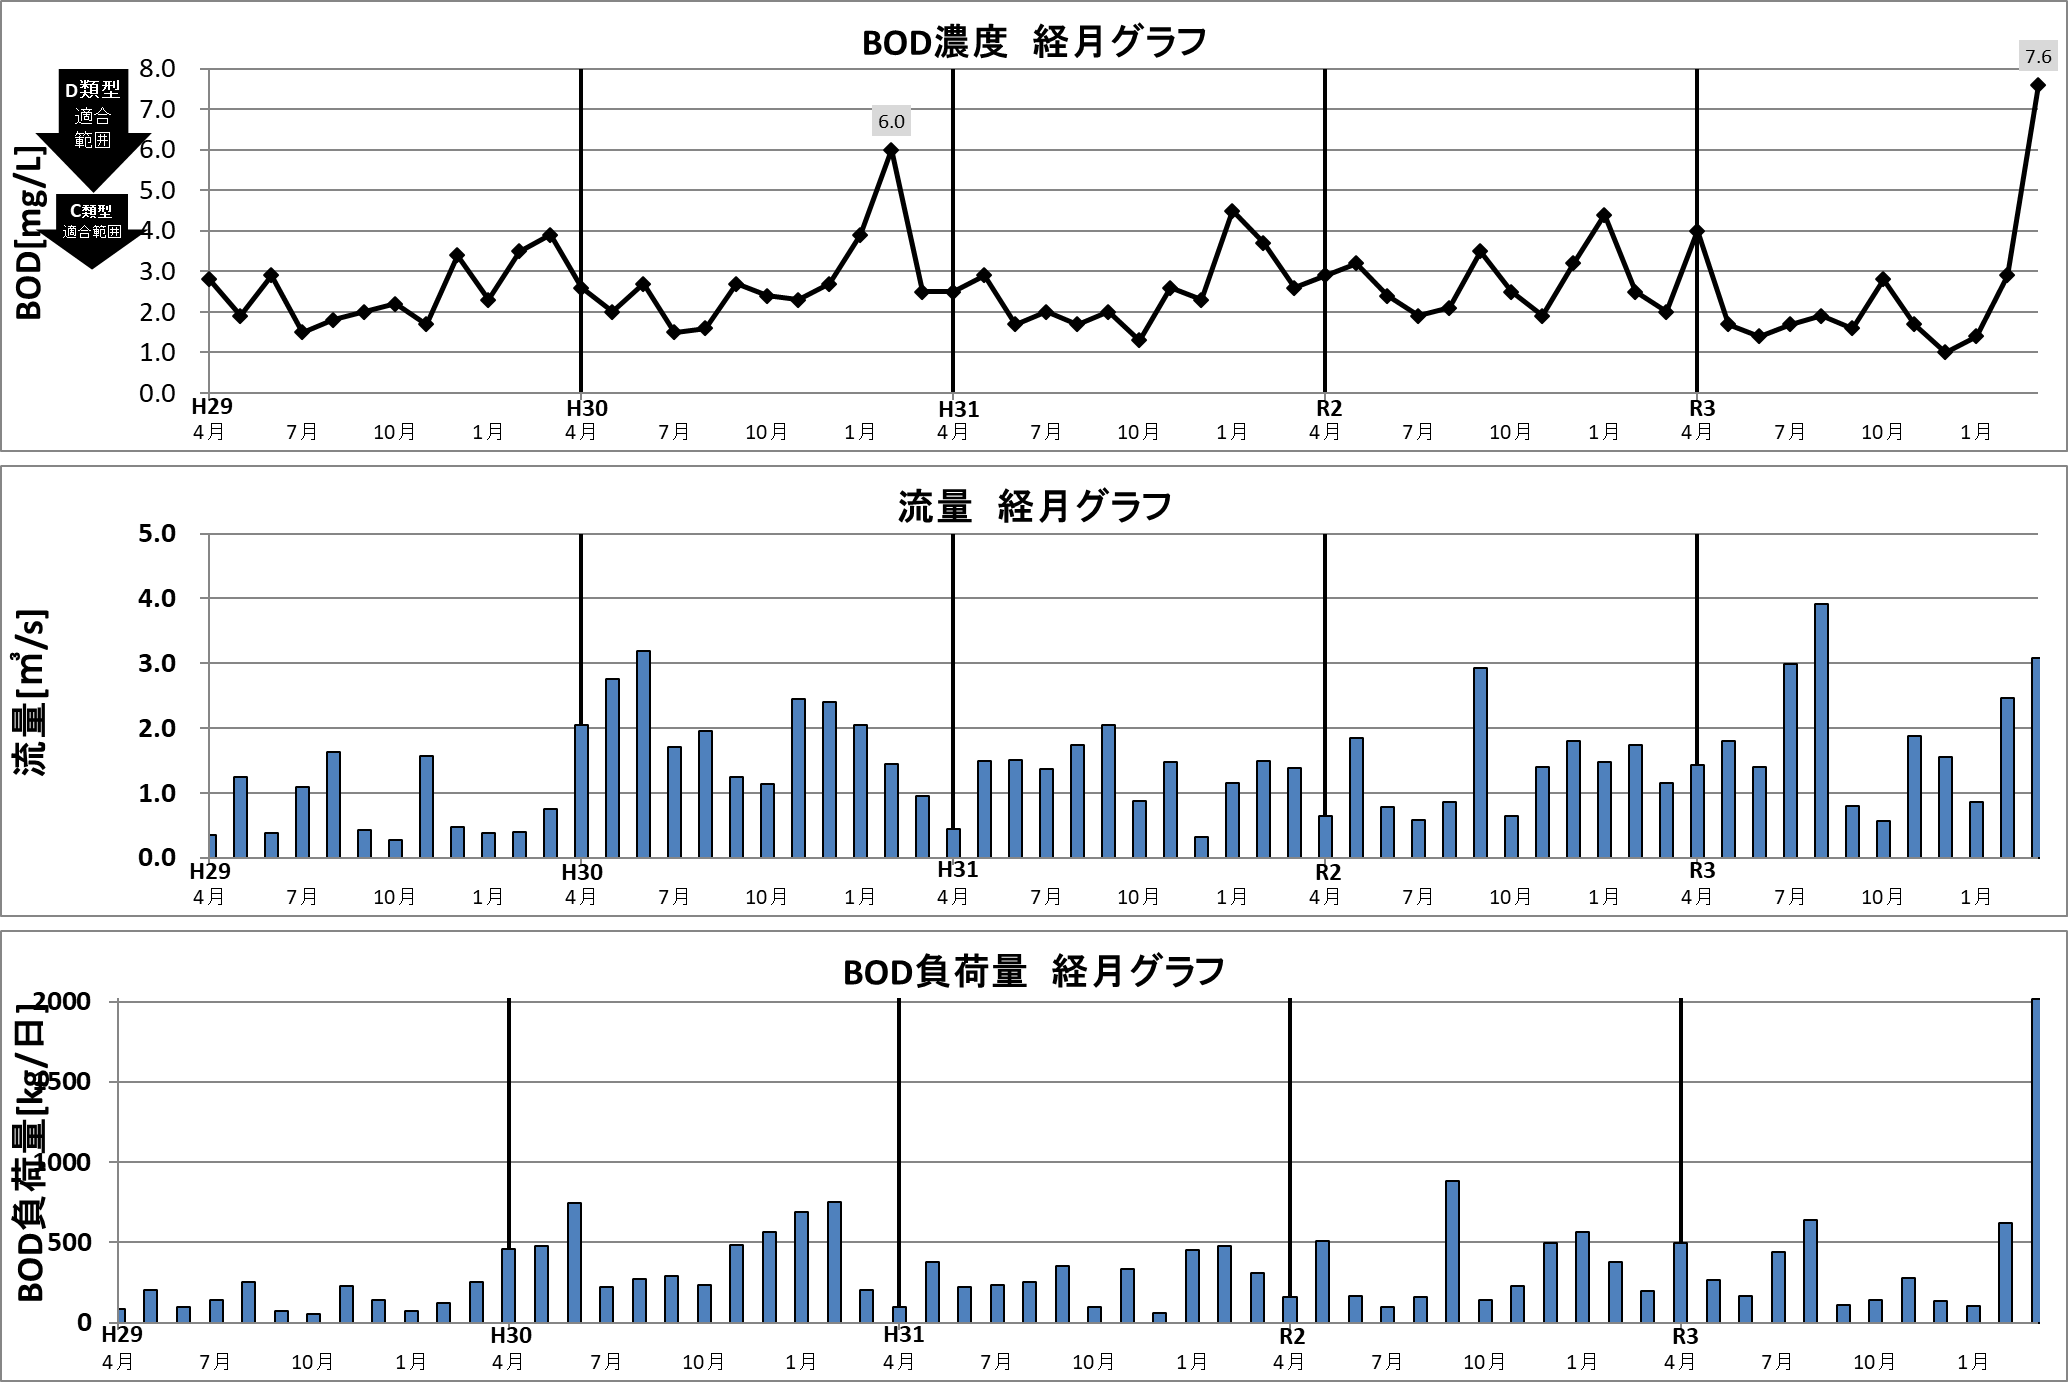 BOD濃度　経月グラフ
D類型
適合
範囲
C類型
適合範囲
BOD[mg/L]
8.0
7.0
6.0
5.0
4.0
3.0
2.0
1.0
0.0
6.0
7.6
H29 H30 H31 R2 R3
4月 7月 10月 1月 4月 7月 10月 1月 4月 7月 10月 1月 4月 7月 10月 1月 4月 7月 10月 1月
流量　経月グラフ
流量[㎥/s]
5.0
4.0
3.0
2.0
1.0
0.0
H29 H30 H31 R2 R3
4月 7月 10月 1月 4月 7月 10月 1月 4月 7月 10月 1月 4月 7月 10月 1月 4月 7月 10月 1月
BOD負荷量　経月グラフ
BOD負荷量[kg/日]
2000
1500
1000
500
0
H29 H30 H31 R2 R3
4月 7月 10月 1月 4月 7月 10月 1月 4月 7月 10月 1月 4月 7月 10月 1月 4月 7月 10月 1月